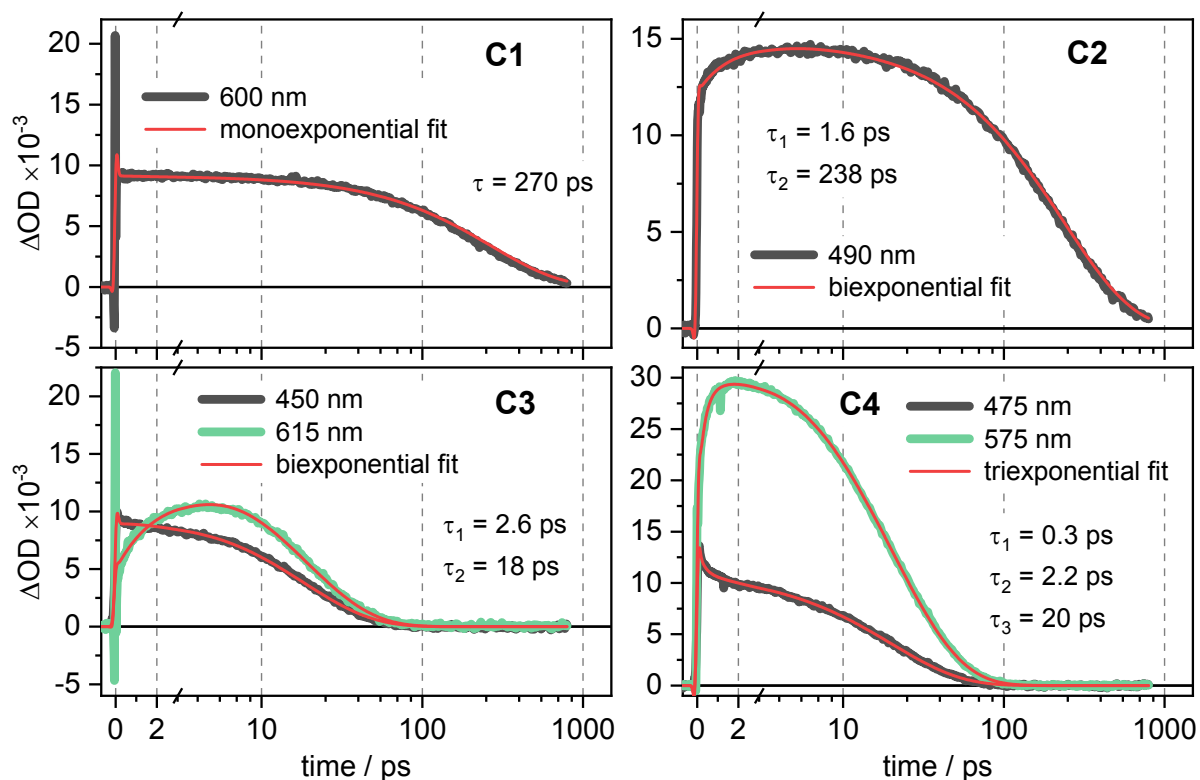 C1
600 nm
monoexponential fit
τ = 270 ps
ΔOD ×10⁻³
20
15
10
5
0
-5
C2
τ₁ = 1.6 ps
τ₂ = 238 ps
490 nm
biexponential fit
15
10
5
0
C3
450 nm
615 nm
biexponential fit
τ₁ = 2.6 ps
τ₂ = 18 ps
ΔOD ×10⁻³
20
15
10
5
0
-5
0 2 10 100 1000
time / ps
C4
475 nm
575 nm
triexponential fit
τ₁ = 0.3 ps
τ₂ = 2.2 ps
τ₃ = 20 ps
30
25
20
15
10
5
0
0 2 10 100 1000
time / ps